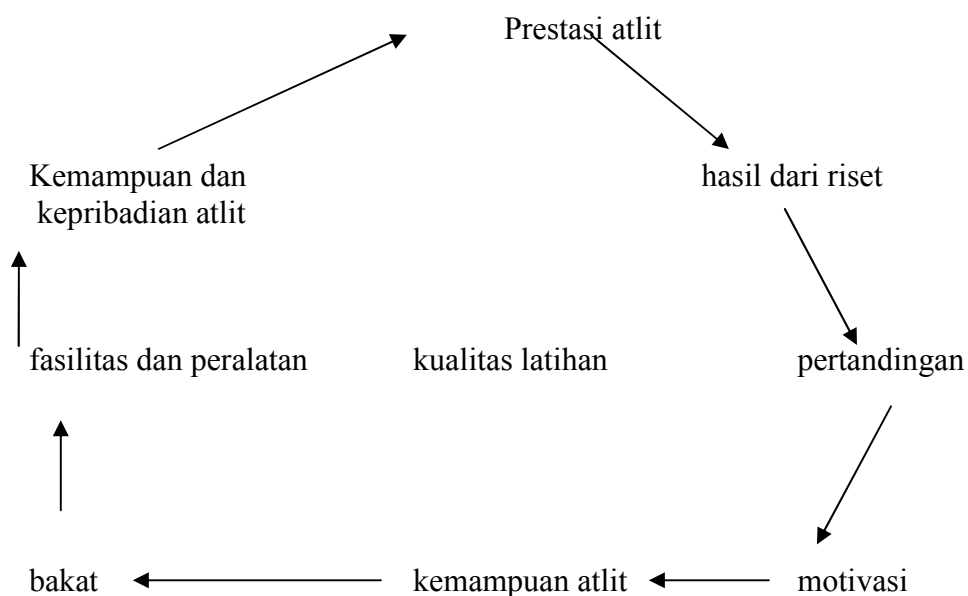 Prestasi atlit
Kemampuan dan
kepribadian atlit
hasil dari riset
fasilitas dan peralatan
kualitas latihan
pertandingan
bakat
kemampuan atlit
motivasi